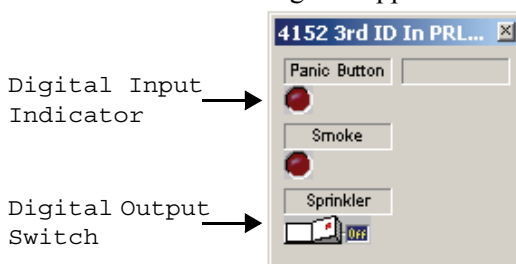 4152 3rd ID In PRL...
Panic Button
Digital Input
Indicator
Smoke
Sprinkler
Digital Output
Switch
Off